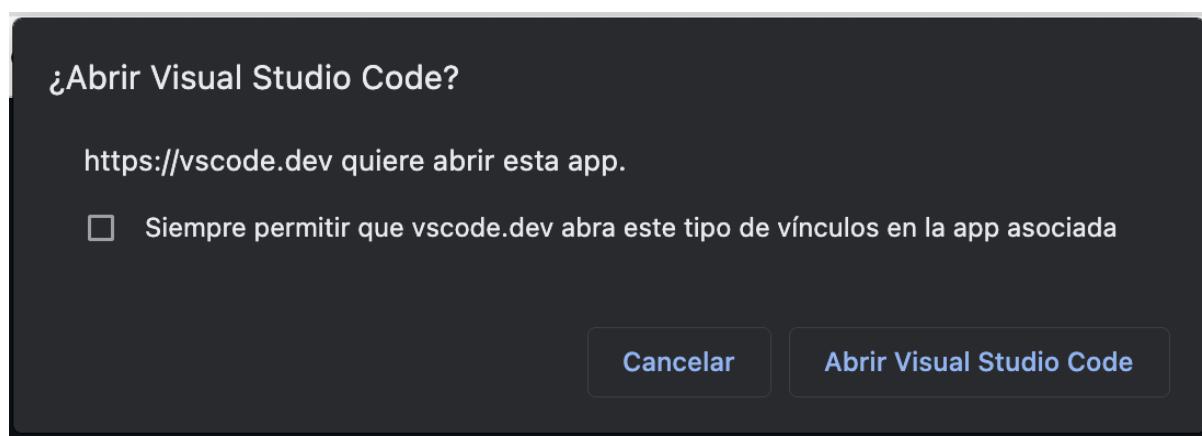 ¿Abrir Visual Studio Code?
https://vscode.dev quiere abrir esta app.
Siempre permitir que vscode.dev abra este tipo de vínculos en la app asociada
Cancelar
Abrir Visual Studio Code